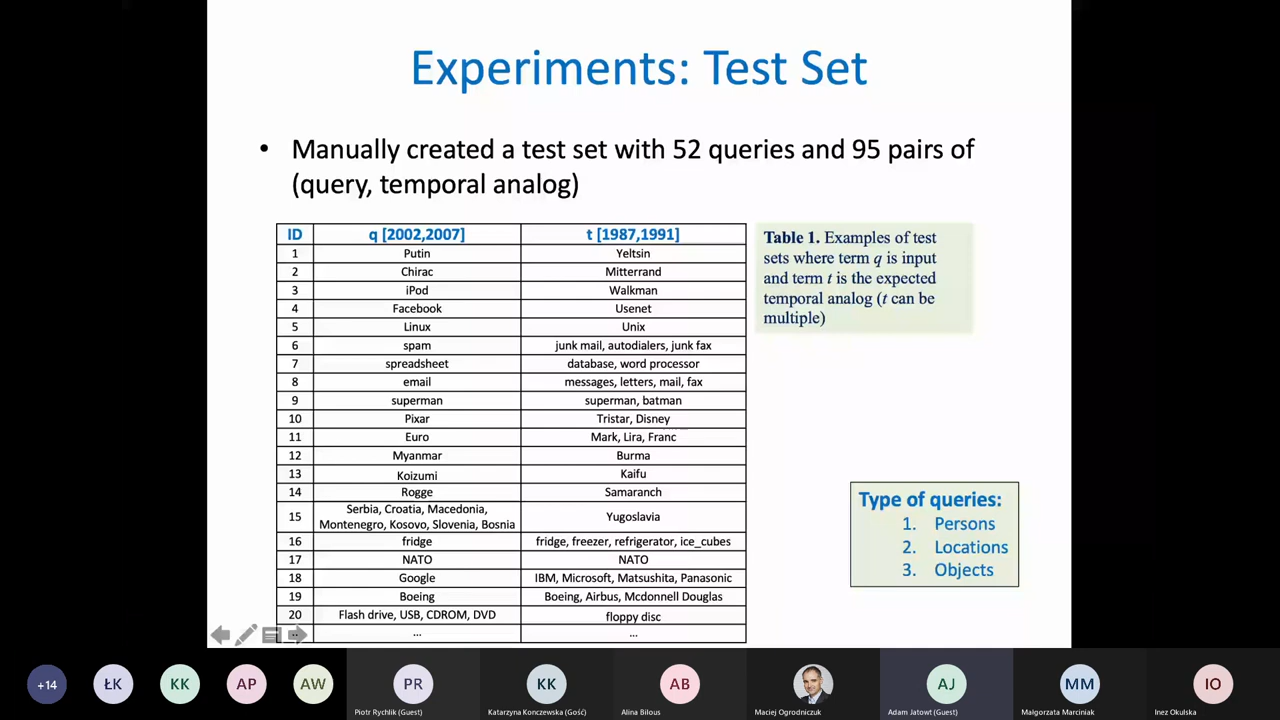 Experiments: Test Set
• Manually created a test set with 52 queries and 95 pairs of
(query, temporal analog)
ID q [2002,2007] t [1987,1991]
1 Putin Yeltsin
2 Chirac Mitterrand
3 iPod Walkman
4 Facebook Usenet
5 Linux Unix
6 spam junk mail, autodialers, junk fax
7 spreadsheet database, word processor
8 email messages, letters, mail, fax
9 superman superman, batman
10 Pixar Tristar, Disney
11 Euro Mark, Lira, Franc
12 Myanmar Burma
13 Koizumi Kaifu
14 Rogge Samaranch
15 Serbia, Croatia, Macedonia,
Montenegro, Kosovo, Slovenia, Bosnia Yugoslavia
16 fridge fridge, freezer, refrigerator, ice_cubes
17 NATO NATO
18 Google IBM, Microsoft, Matsushita, Panasonic
19 Boeing Boeing, Airbus, Mcdonnell Douglas
20 Flash drive, USB, CDROM, DVD floppy disc
.. ... ...
Table 1. Examples of test
sets where term q is input
and term t is the expected
temporal analog (t can be
multiple)
Type of queries:
1. Persons
2. Locations
3. Objects
+14 ŁK KK AP AW PR KK AB AJ MM IO
Piotr Rychlik (Guest) Katarzyna Konczewska (Gość) Alina Bilous Maciej Ogrodniczuk Adam Jatowt (Guest) Małgorzata Marciniak Inez Okulska